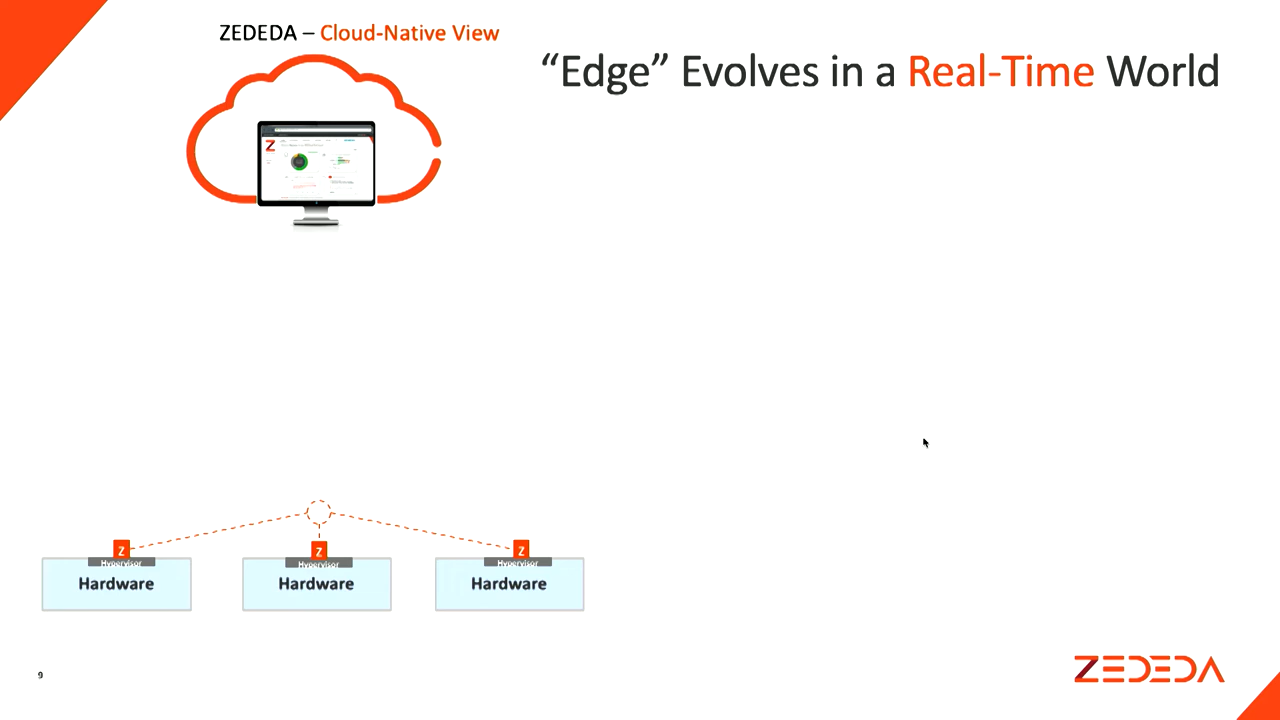 ZEDEDA – Cloud-Native View
“Edge” Evolves in a Real-Time World
Z
Z
Z
Z
Hypervisor
Hypervisor
Hypervisor
Hardware
Hardware
Hardware
9
ZEDEDA